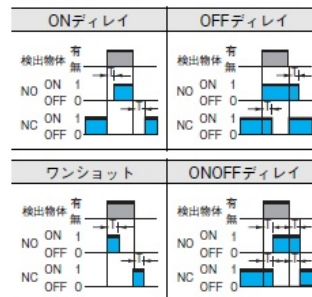 ONディレイ
検出物体 有
無
T
NO ON 1
OFF 0
T
NC ON 1
OFF 0
OFFディレイ
検出物体 有
無
T
NO ON 1
OFF 0
T
NC ON 1
OFF 0
ワンショット
検出物体 有
無
T
NO ON 1
OFF 0
T
NC ON 1
OFF 0
ONOFFディレイ
検出物体 有
無
T T
NO ON 1
OFF 0
T T
NC ON 1
OFF 0